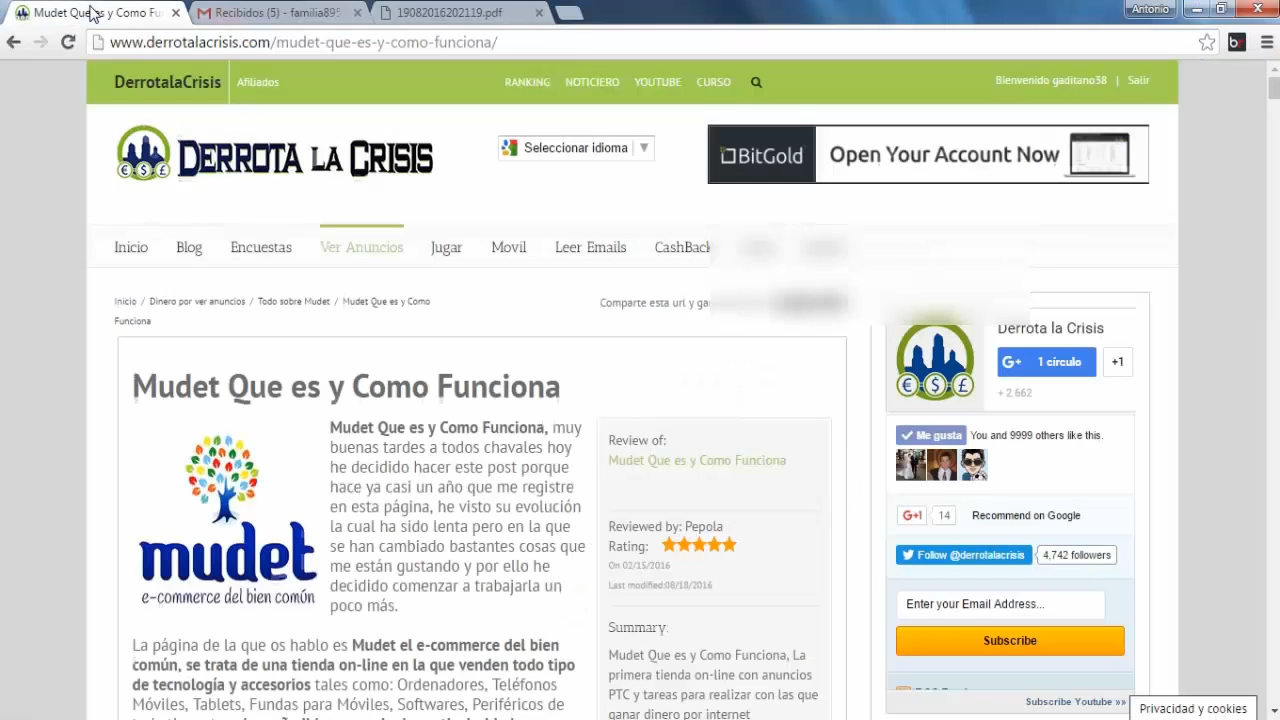 Mudet Que es y Como Fu
Recibidos (5) - familia895
19082016202119.pdf
Antonio
www.derrotalacrisis.com/mudet-que-es-y-como-funciona/
DerrotalaCrisis
Afiliados
RANKING
NOTICIERO
YOUTUBE
CURSO
Bienvenido gaditano38 | Salir
DERROTA LA CRISIS
Seleccionar idioma
BitGold
Open Your Account Now
Inicio
Blog
Encuestas
Ver Anuncios
Jugar
Movil
Leer Emails
CashBack
Inicio / Dinero por ver anuncios / Todo sobre Mudet / Mudet Que es y Como
Funciona
Comparte esta url y ga
Mudet Que es y Como Funciona
mudet
e-commerce del bien común
Mudet Que es y Como Funciona, muy
buenas tardes a todos chavales hoy
he decidido hacer este post porque
hace ya casi un año que me registre
en esta página, he visto su evolución
la cual ha sido lenta pero en la que
se han cambiado bastantes cosas que
me están gustando y por ello he
decidido comenzar a trabajarla un
poco más.
La página de la que os hablo es Mudet el e-commerce del bien
común, se trata de una tienda on-line en la que venden todo tipo
de tecnología y accesorios tales como: Ordenadores, Teléfonos
Móviles, Tablets, Fundas para Móviles, Softwares, Periféricos de
Review of:
Mudet Que es y Como Funciona
Reviewed by: Pepola
Rating:
On 02/15/2016
Last modified:08/18/2016
Summary:
Mudet Que es y Como Funciona, La
primera tienda on-line con anuncios
PTC y tareas para realizar con las que
ganar dinero por internet
Derrota la Crisis
G+ 1 círculo
+1
+ 2.662
Me gusta
You and 9999 others like this.
G+1
14
Recommend on Google
Follow @derrotalacrisis
4,742 followers
Enter your Email Address...
Subscribe
Subscribe Youtube »»
Privacidad y cookies